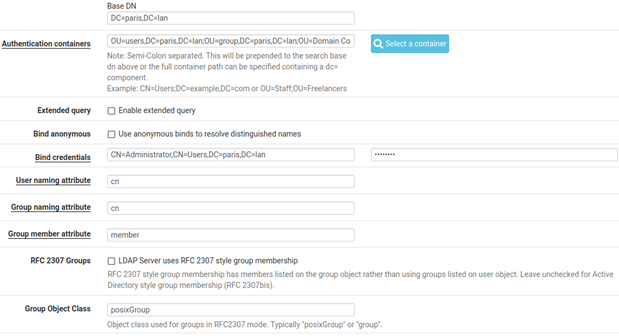 Base DN
DC=paris,DC=lan
Authentication containers
OU=users,DC=paris,DC=lan;OU=group,DC=paris,DC=lan;OU=Domain Co
Select a container
Note: Semi-Colon separated. This will be prepended to the search base
dn above or the full container path can be specified containing a dc=
component.
Example: CN=Users;DC=example,DC=com or OU=Staff;OU=Freelancers
Extended query
Enable extended query
Bind anonymous
Use anonymous binds to resolve distinguished names
Bind credentials
CN=Administrator,CN=Users,DC=paris,DC=lan
••••••••
User naming attribute
cn
Group naming attribute
cn
Group member attribute
member
RFC 2307 Groups
LDAP Server uses RFC 2307 style group membership
RFC 2307 style group membership has members listed on the group object rather than using groups listed on user object. Leave unchecked for Active
Directory style group membership (RFC 2307bis).
Group Object Class
posixGroup
Object class used for groups in RFC2307 mode. Typically "posixGroup" or "group".